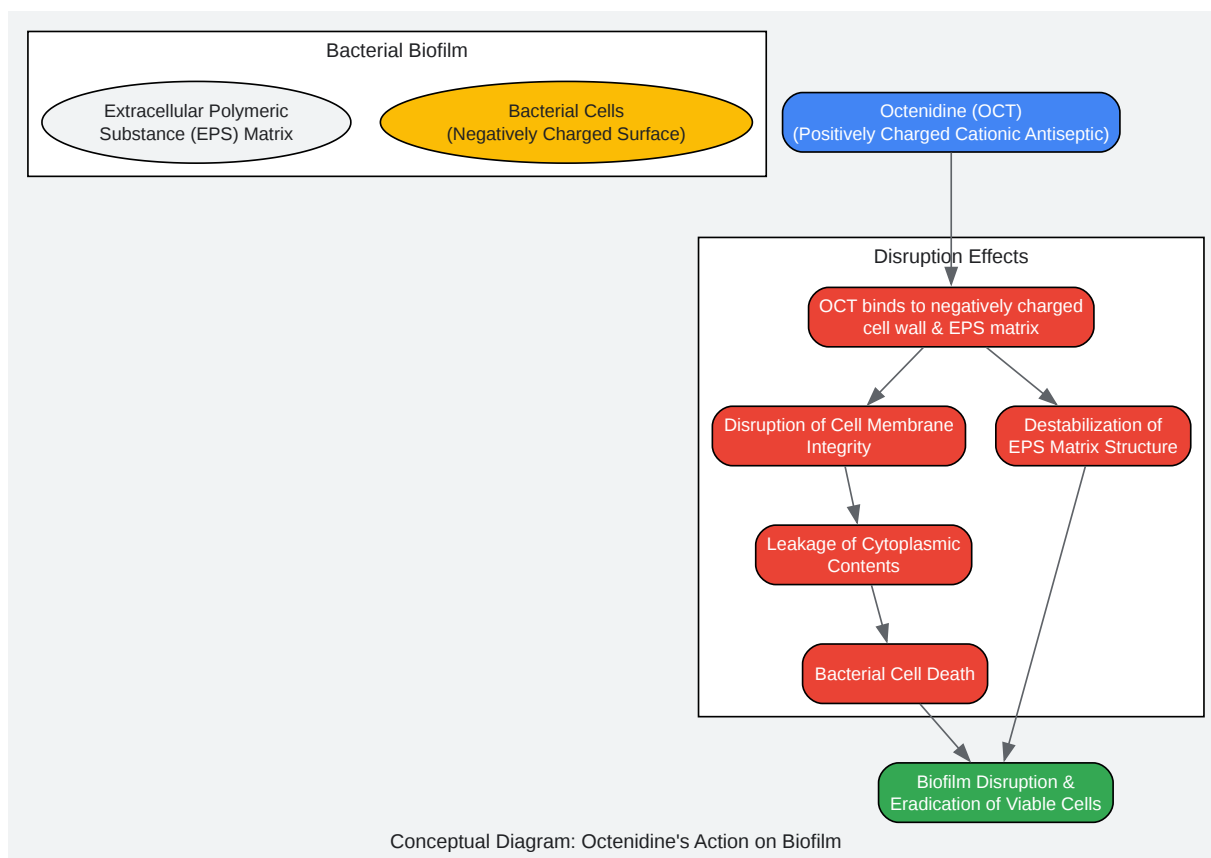 Bacterial Biofilm
Extracellular Polymeric
Substance (EPS) Matrix
Bacterial Cells
(Negatively Charged Surface)
Octenidine (OCT)
(Positively Charged Cationic Antiseptic)
Disruption Effects
OCT binds to negatively charged
cell wall & EPS matrix
Disruption of Cell Membrane
Integrity
Destabilization of
EPS Matrix Structure
Leakage of Cytoplasmic
Contents
Bacterial Cell Death
Biofilm Disruption &
Eradication of Viable Cells
Conceptual Diagram: Octenidine's Action on Biofilm